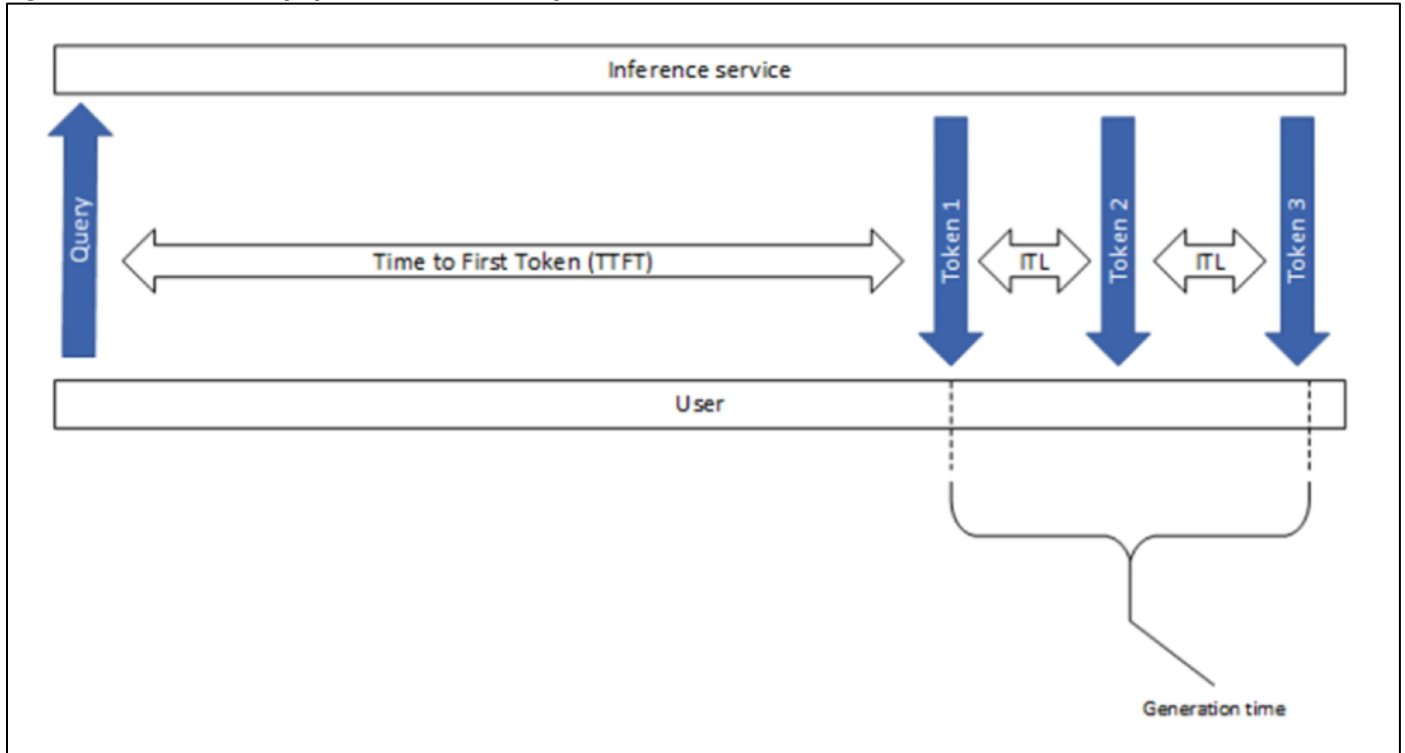 Inference service
Query
Time to First Token (TTFT)
Token 1
ITL
Token 2
ITL
Token 3
User
Generation time